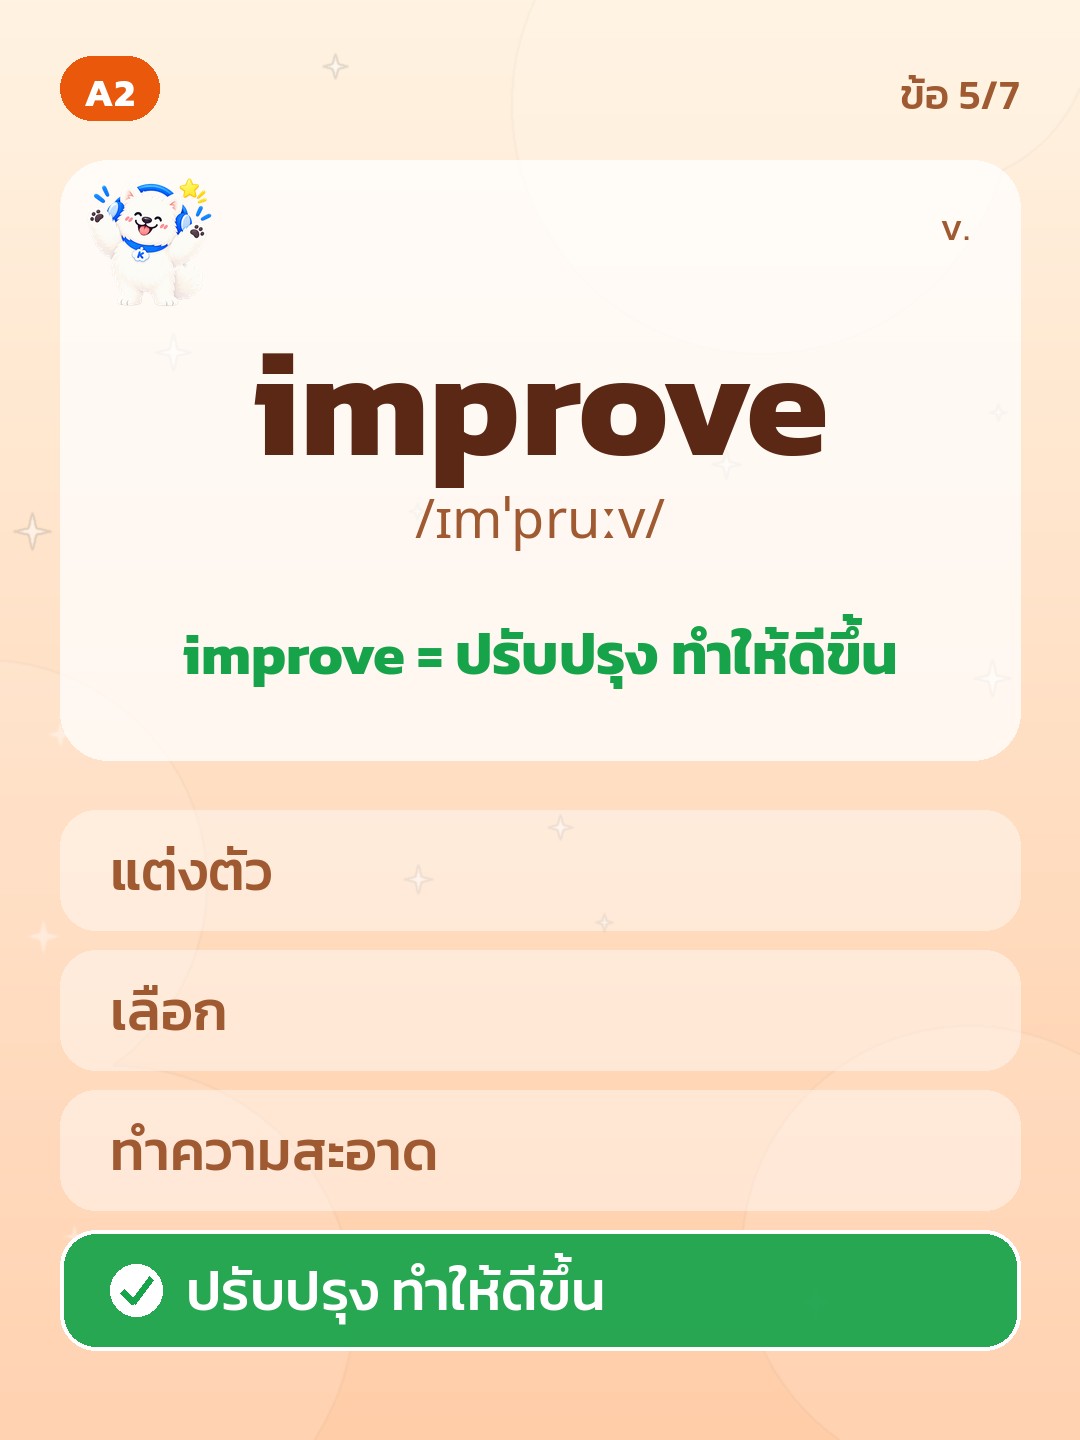 A2
ข้อ 5/7
K
v.
improve
/ɪmˈpruːv/
improve = ปรับปรุง ทำให้ดีขึ้น
แต่งตัว
เลือก
ทำความสะอาด
ปรับปรุง ทำให้ดีขึ้น